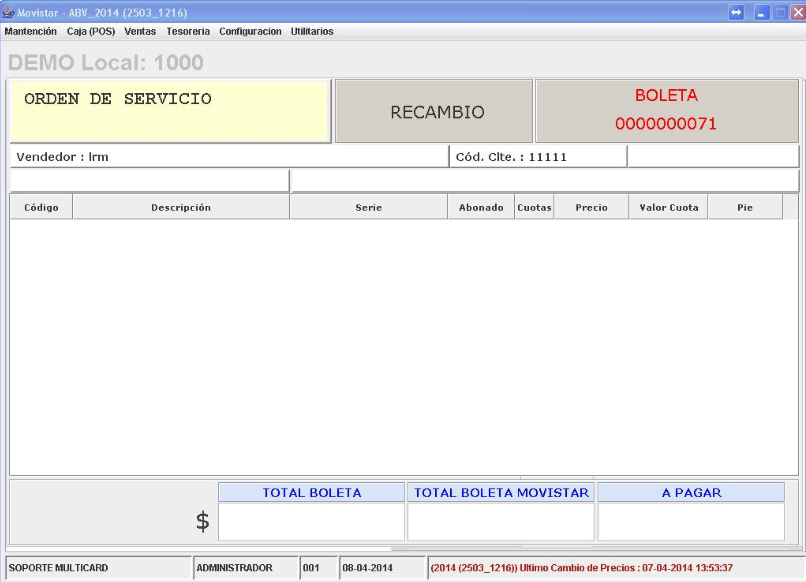 Movistar - ABV_2014 (2503_1216)
Mantención Caja (POS) Ventas Tesoreria Configuracion Utilitarios
DEMO Local: 1000
ORDEN DE SERVICIO
RECAMBIO
BOLETA
0000000071
Vendedor : lrm
Cód. Clte. : 11111
Código Descripción Serie Abonado Cuotas Precio Valor Cuota Pie
TOTAL BOLETA TOTAL BOLETA MOVISTAR A PAGAR
$
SOPORTE MULTICARD ADMINISTRADOR 001 08-04-2014 (2014 (2503_1216)) Ultimo Cambio de Precios : 07-04-2014 13:53:37